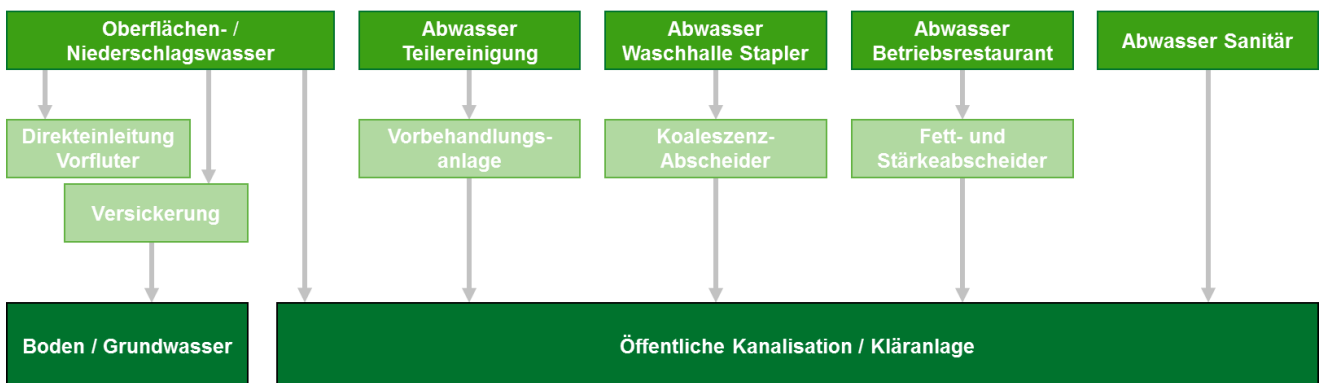 Oberflächen- /
Niederschlagswasser
Abwasser
Teilereinigung
Abwasser
Waschhalle Stapler
Abwasser
Betriebsrestaurant
Abwasser Sanitär
Direkteinleitung
Vorfluter
Vorbehandlungs-
anlage
Koaleszenz-
Abscheider
Fett- und
Stärkeabscheider
Versickerung
Boden / Grundwasser
Öffentliche Kanalisation / Kläranlage